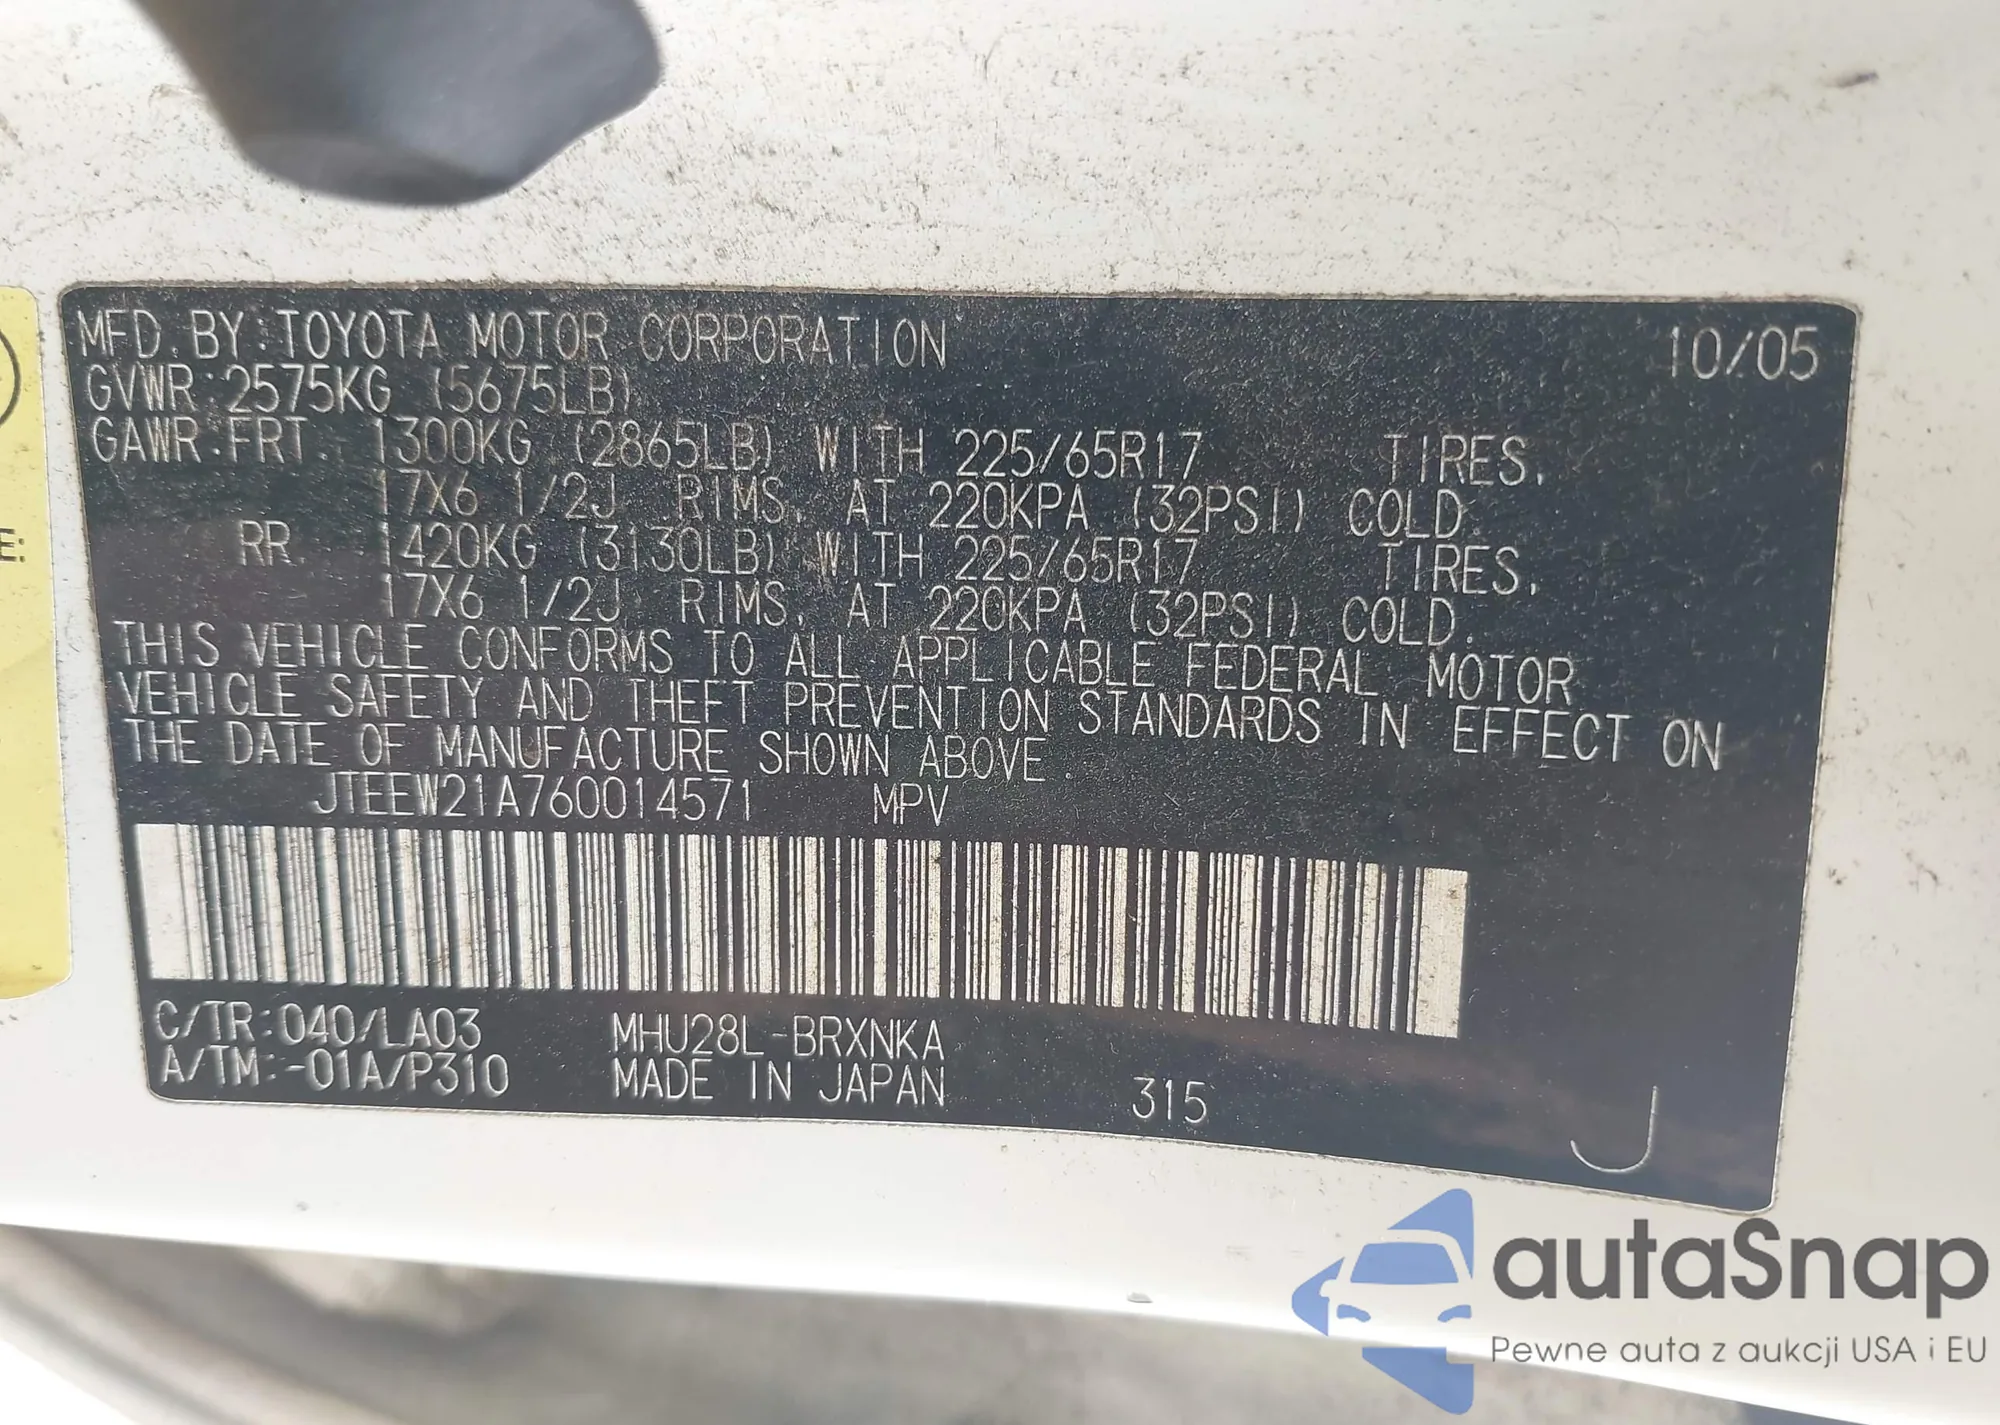 MFD. BY: TOYOTA MOTOR CORPORATION 10/05
GVWR: 2575KG (5675LB)
GAWR: FRT. 1300KG (2865LB) WITH 225/65R17 TIRES,
17X6 1/2J RIMS, AT 220KPA (32PSI) COLD.
RR. 1420KG (3130LB) WITH 225/65R17 TIRES,
17X6 1/2J RIMS, AT 220KPA (32PSI) COLD.
THIS VEHICLE CONFORMS TO ALL APPLICABLE FEDERAL MOTOR
VEHICLE SAFETY AND THEFT PREVENTION STANDARDS IN EFFECT ON
THE DATE OF MANUFACTURE SHOWN ABOVE.
JTEEW21A760014571 MPV
C/TR: 040/LA03 MHU28L-BRXNKA
A/TM: -01A/P310 MADE IN JAPAN 315
J
E:
autaSnap
Pewne auta z aukcji USA i EU